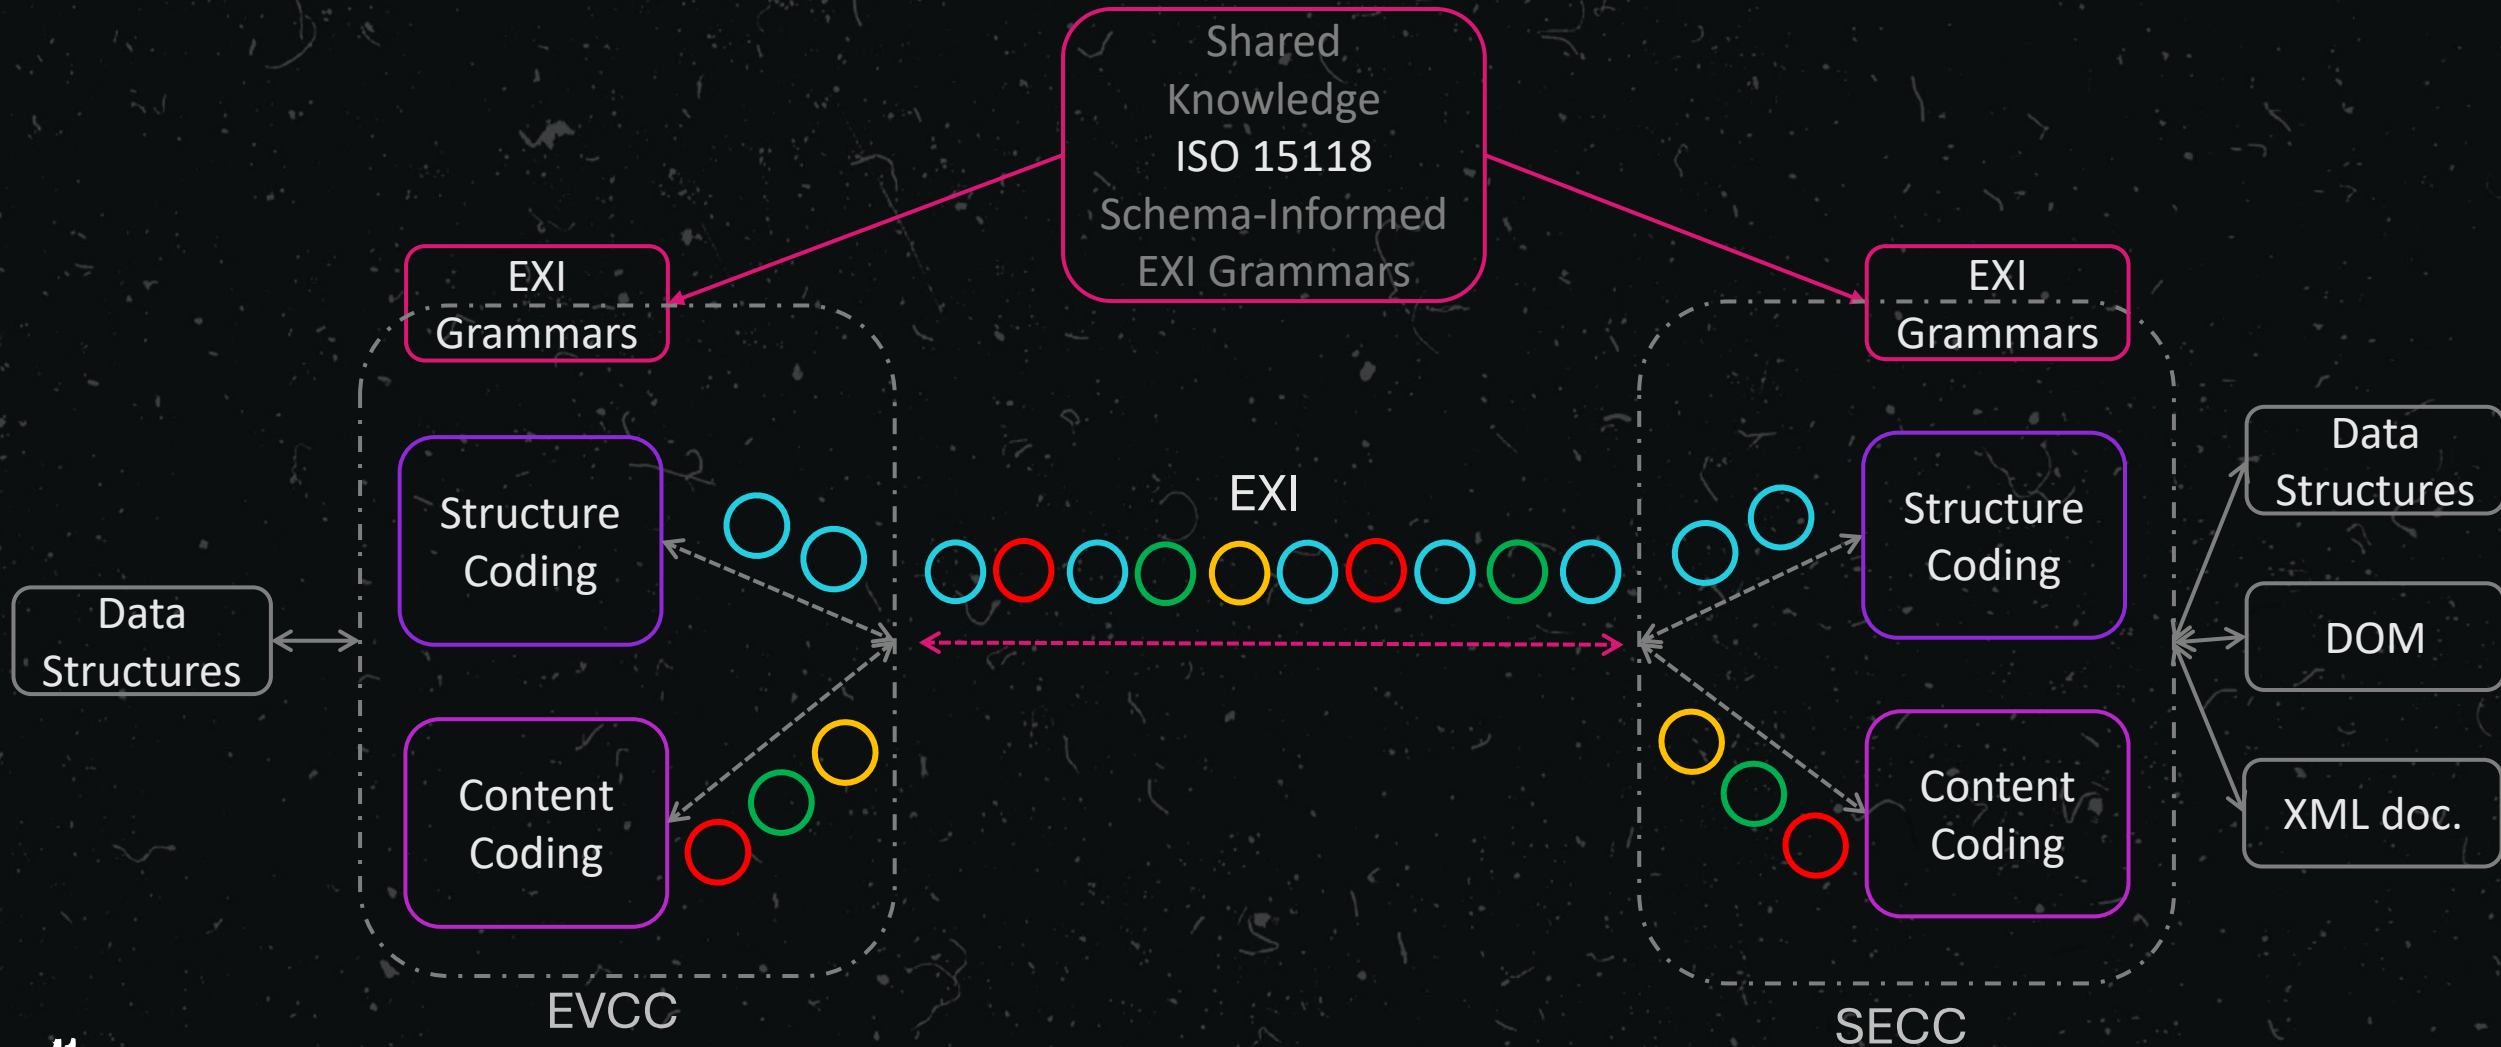 Shared
Knowledge
ISO 15118
Schema-Informed
EXI Grammars
EXI
Grammars
EXI
Grammars
Structure
Coding
EXI
Structure
Coding
Data
Structures
Data
Structures
DOM
Content
Coding
Content
Coding
XML doc.
EVCC
SECC